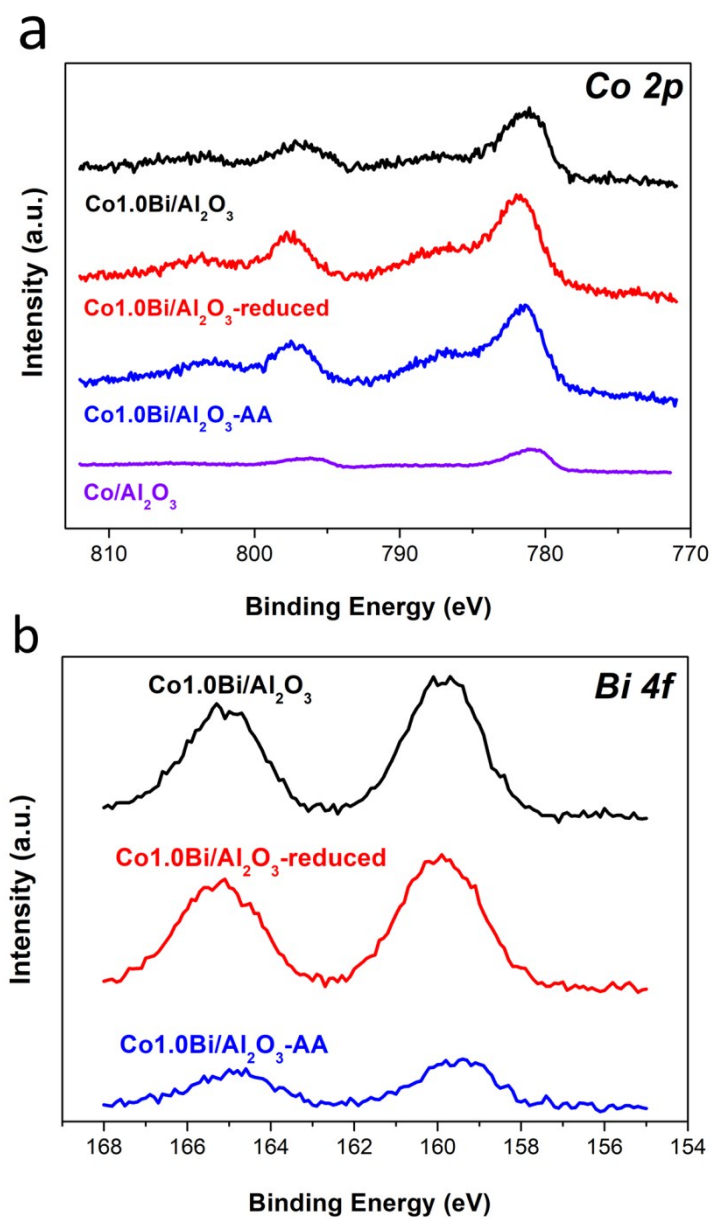 a
Co 2p
Co1.0Bi/Al₂O₃
Co1.0Bi/Al₂O₃-reduced
Co1.0Bi/Al₂O₃-AA
Co/Al₂O₃
Intensity (a.u.)
810 800 790 780 770
Binding Energy (eV)
b
Co1.0Bi/Al₂O₃
Bi 4f
Co1.0Bi/Al₂O₃-reduced
Co1.0Bi/Al₂O₃-AA
Intensity (a.u.)
168 166 164 162 160 158 156 154
Binding Energy (eV)